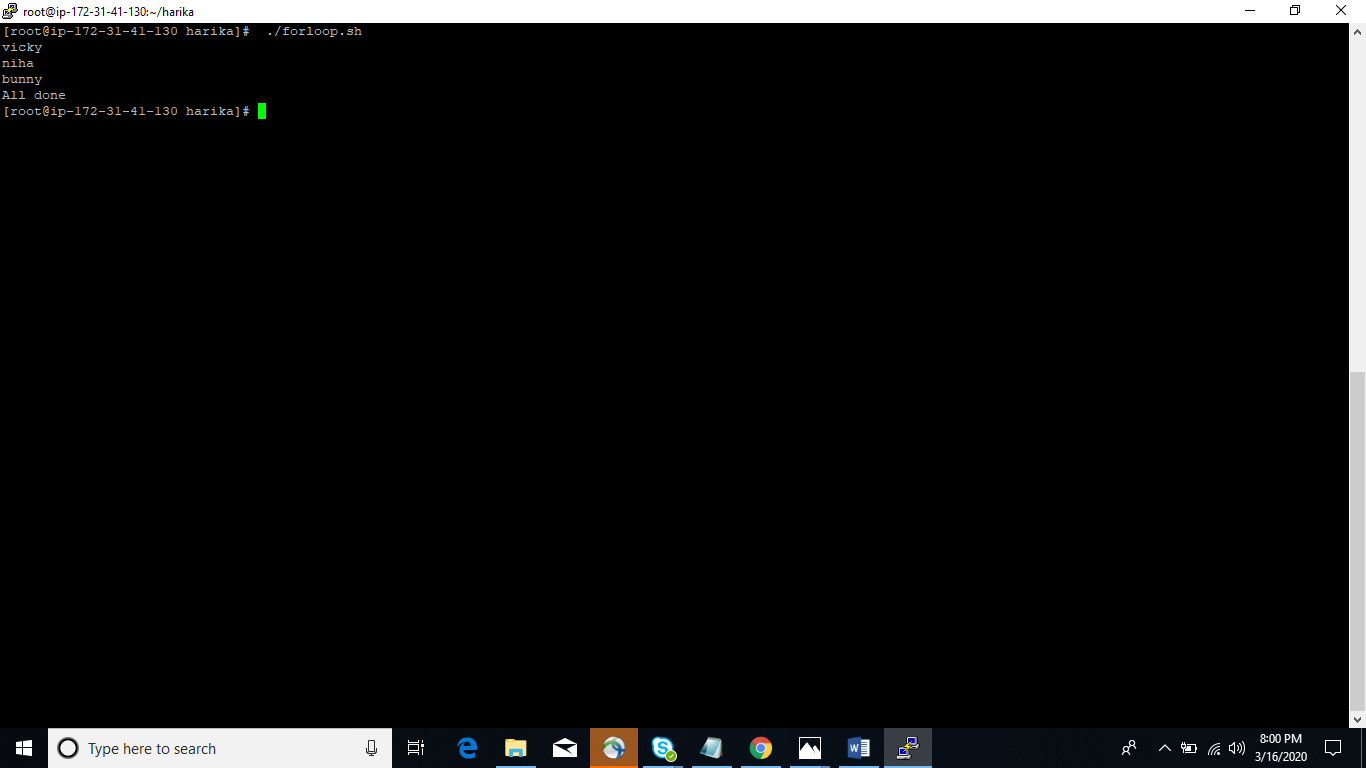 root@ip-172-31-41-130:~/harika
[root@ip-172-31-41-130 harika]#  ./forloop.sh
vicky
niha
bunny
All done
[root@ip-172-31-41-130 harika]#
Type here to search
8:00 PM
3/16/2020